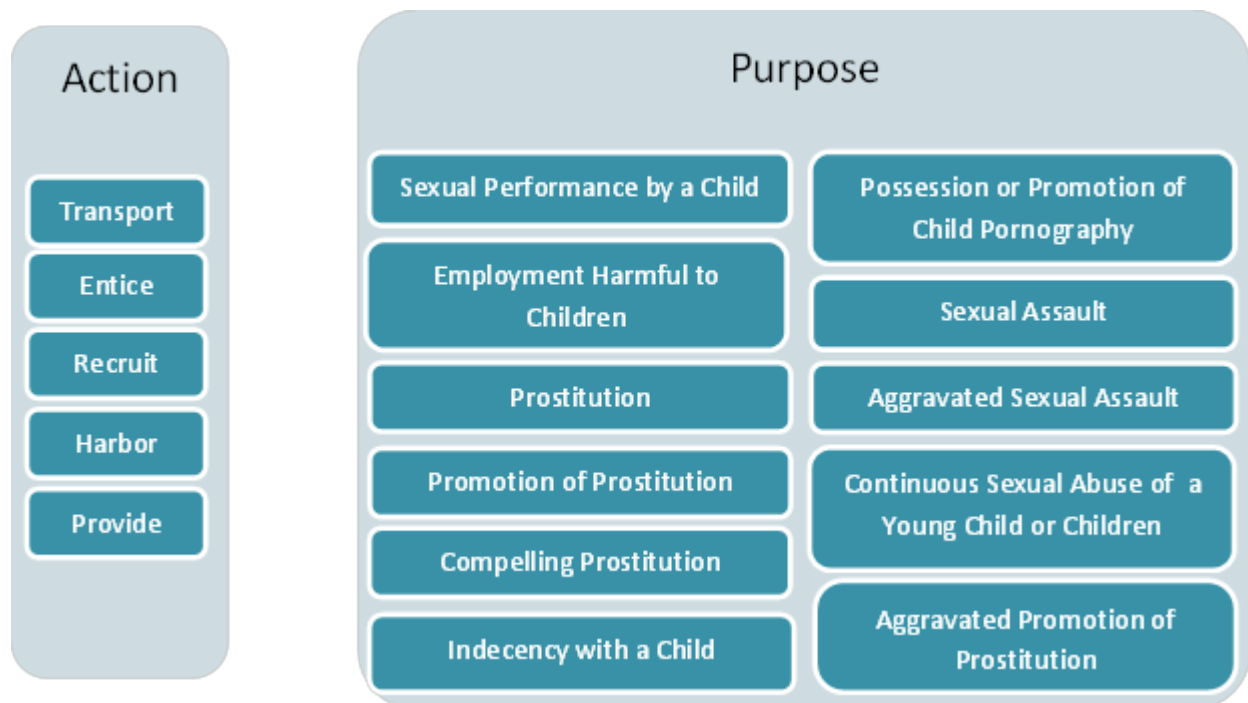 Action
Transport
Entice
Recruit
Harbor
Provide
Purpose
Sexual Performance by a Child
Employment Harmful to
Children
Prostitution
Promotion of Prostitution
Compelling Prostitution
Indecency with a Child
Possession or Promotion of
Child Pornography
Sexual Assault
Aggravated Sexual Assault
Continuous Sexual Abuse of a
Young Child or Children
Aggravated Promotion of
Prostitution